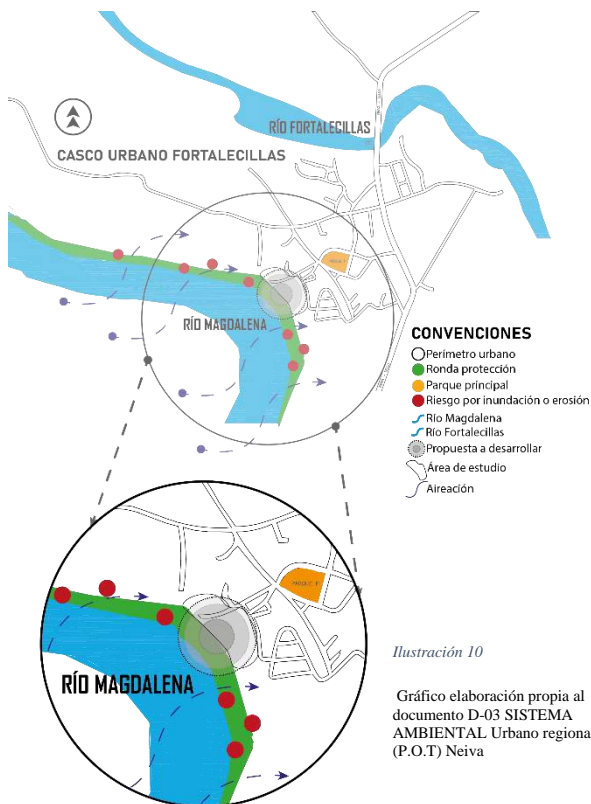 RÍO FORTALECILLAS
CASCO URBANO FORTALECILLAS
RÍO MAGDALENA
CONVENCIONES
Perímetro urbano
Ronda protección
Parque principal
Riesgo por inundación o erosión
Río Magdalena
Río Fortalecillas
Propuesta a desarrollar
Área de estudio
Aireación
RÍO MAGDALENA
Ilustración 10
Gráfico elaboración propia al
documento D-03 SISTEMA
AMBIENTAL Urbano regiona
(P.O.T) Neiva